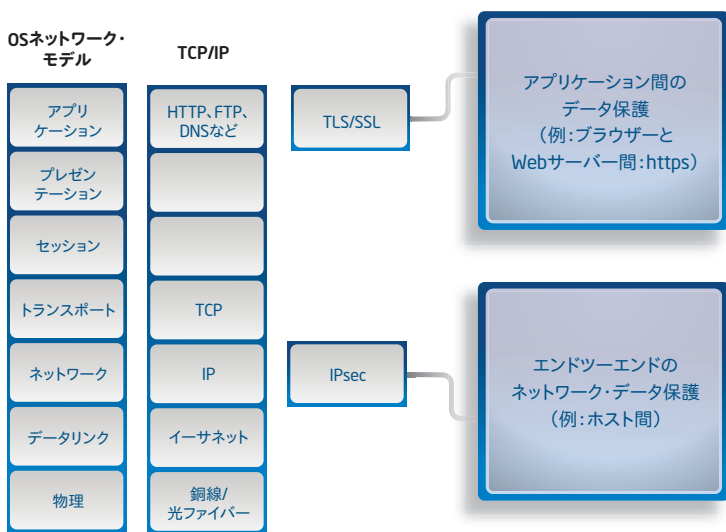 OSネットワーク・
モデル
TCP/IP
アプリ
ケーション
HTTP、FTP、
DNSなど
TLS/SSL
アプリケーション間の
データ保護
(例:ブラウザーと
Webサーバー間:https)
プレゼン
テーション
セッション
トランスポート
TCP
ネットワーク
IP
IPsec
エンドツーエンドの
ネットワーク・データ保護
(例:ホスト間)
データリンク
イーサネット
物理
銅線/
光ファイバー